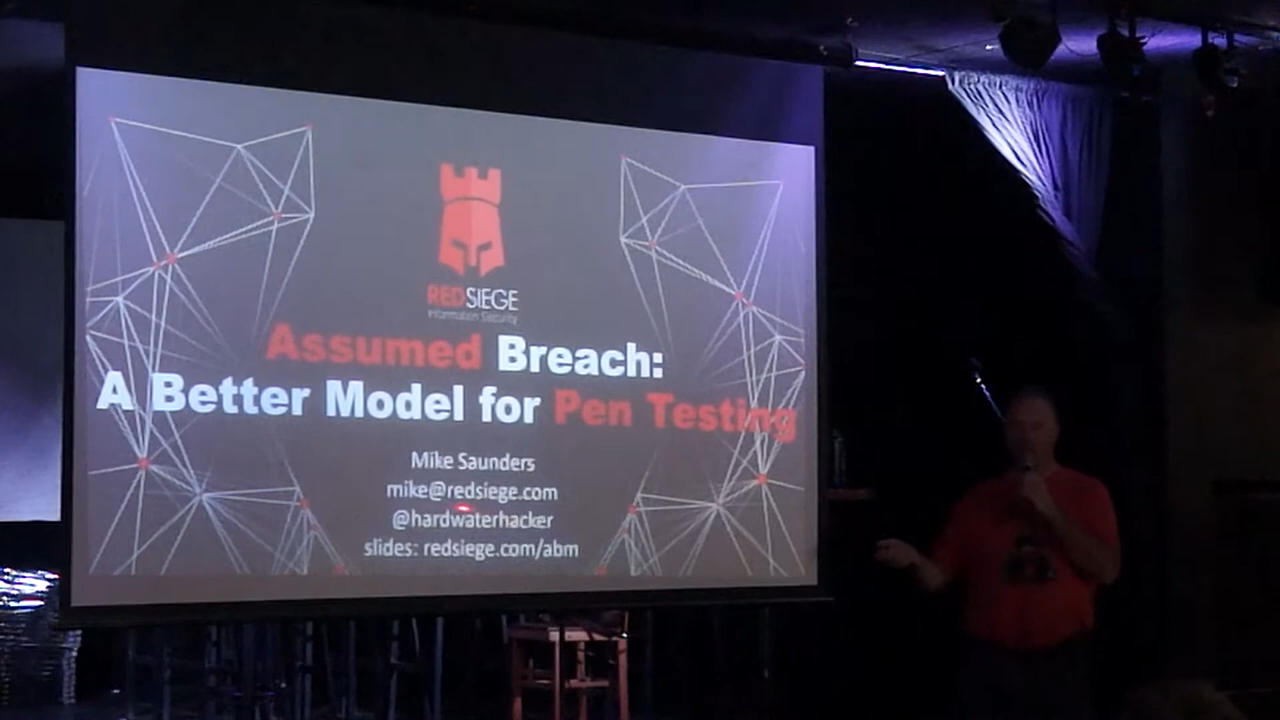 REDSIEGE
Information Security
Assumed Breach:
A Better Model for Pen Testing
Mike Saunders
mike@redsiege.com
@hardwaterhacker
slides: redsiege.com/abm